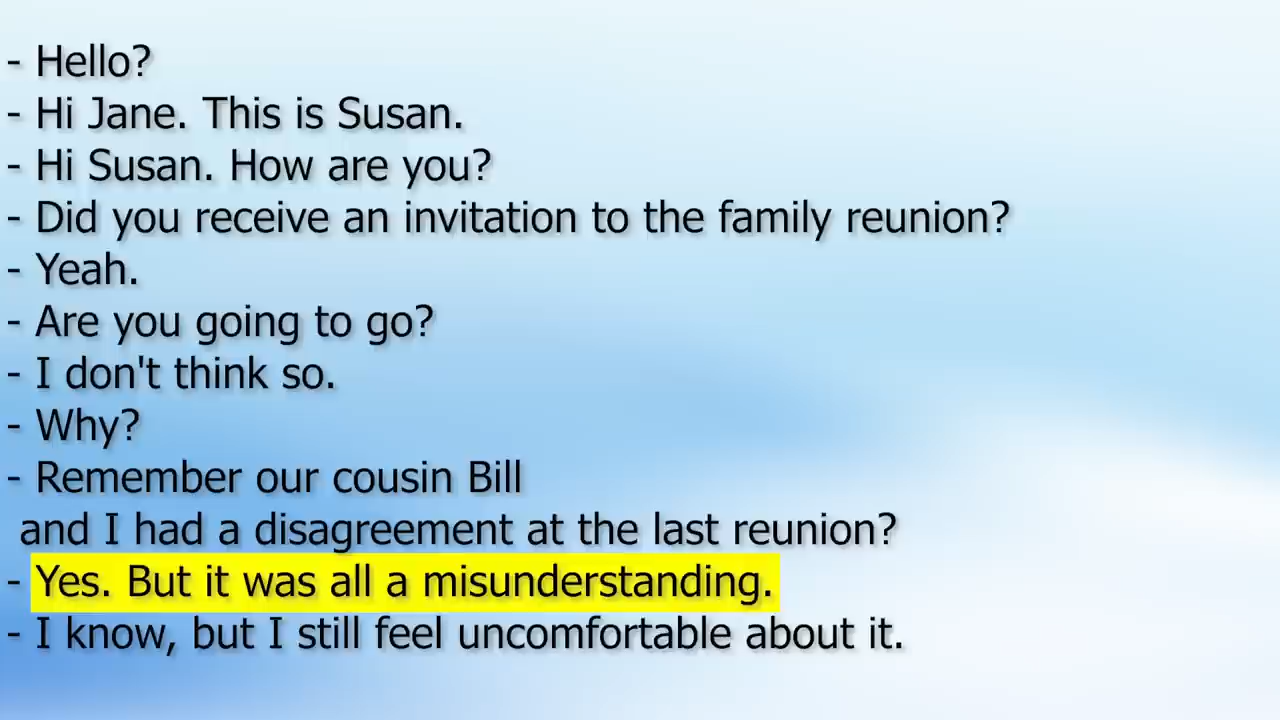 - Hello?
- Hi Jane. This is Susan.
- Hi Susan. How are you?
- Did you receive an invitation to the family reunion?
- Yeah.
- Are you going to go?
- I don't think so.
- Why?
- Remember our cousin Bill
and I had a disagreement at the last reunion?
- Yes. But it was all a misunderstanding.
- I know, but I still feel uncomfortable about it.